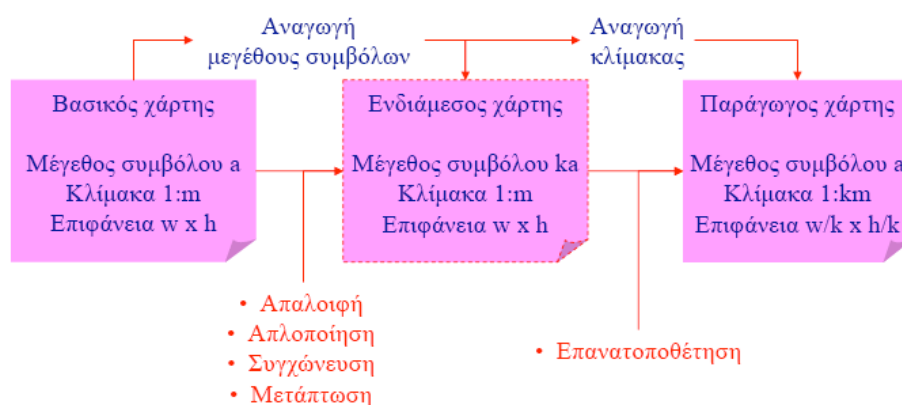 Αναγωγή
μεγέθους συμβόλων
Αναγωγή
κλίμακας
Βασικός χάρτης
Μέγεθος συμβόλου a
Κλίμακα 1:m
Επιφάνεια w x h
Ενδιάμεσος χάρτης
Μέγεθος συμβόλου ka
Κλίμακα 1:m
Επιφάνεια w x h
Παράγωγος χάρτης
Μέγεθος συμβόλου a
Κλίμακα 1:km
Επιφάνεια w/k x h/k
• Απαλοιφή
• Απλοποίηση
• Συγχώνευση
• Μετάπτωση
• Επανατοποθέτηση